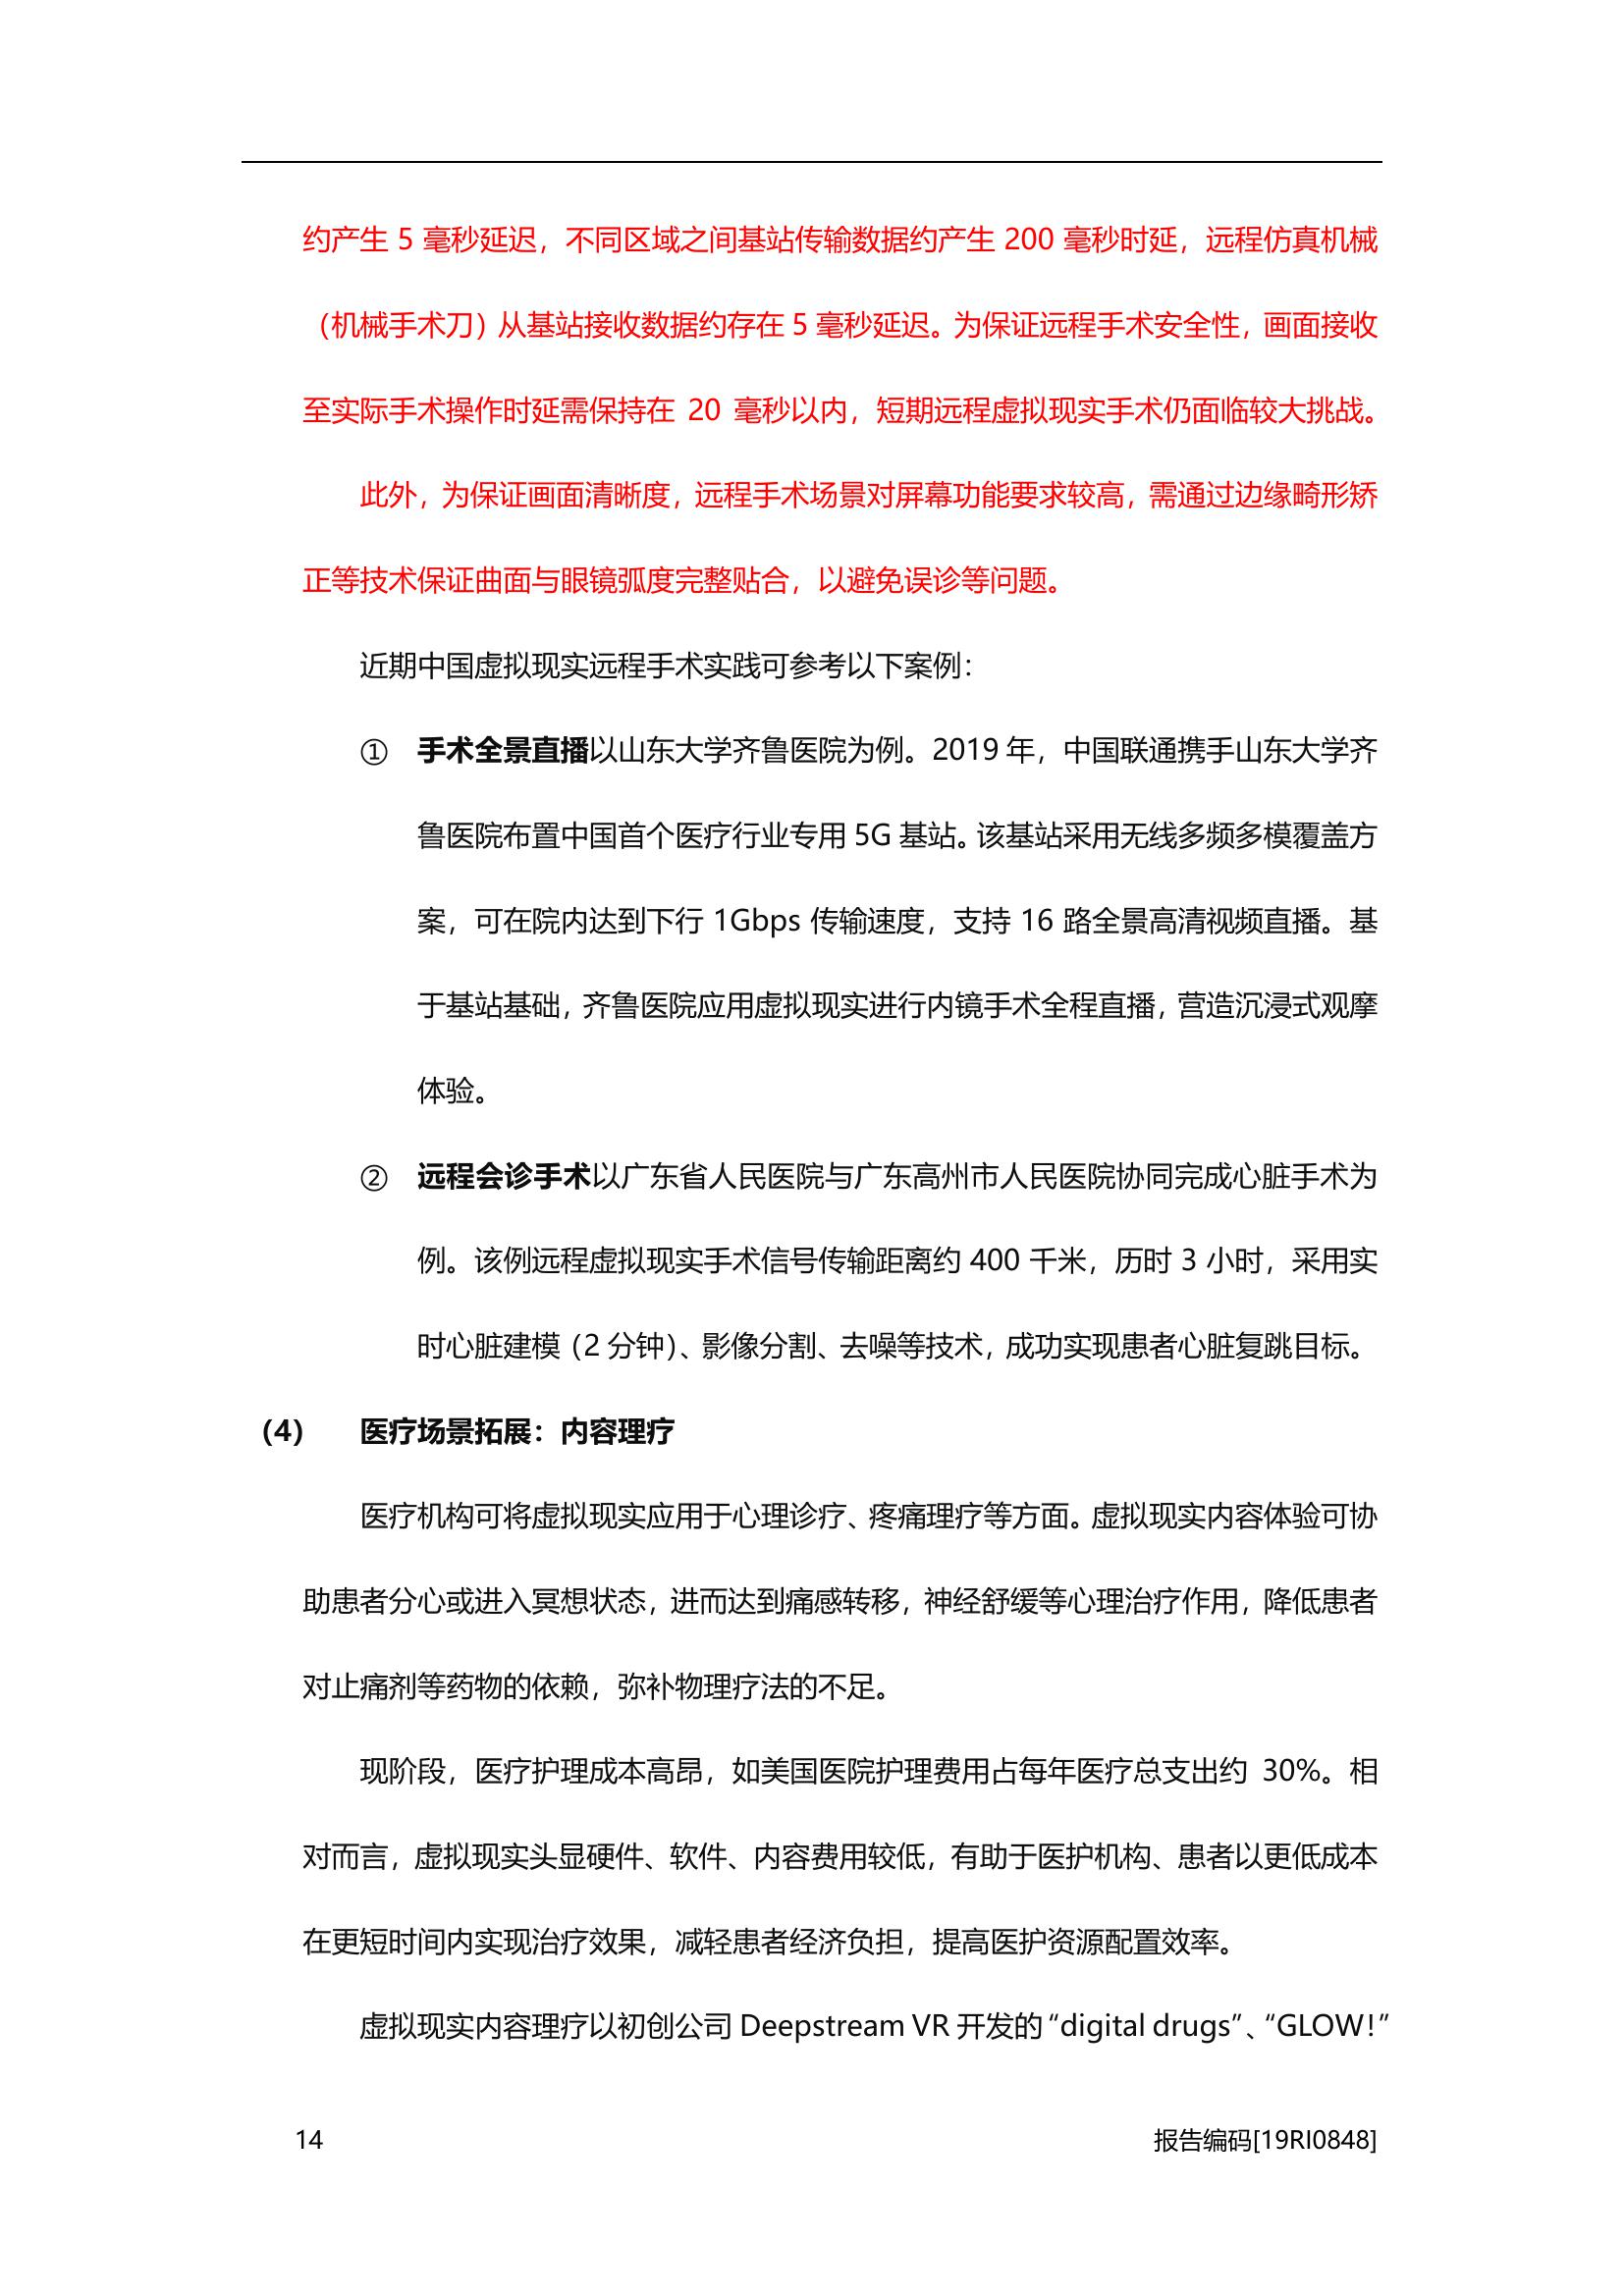 约产生 5 毫秒延迟，不同区域之间基站传输数据约产生 200 毫秒时延，远程仿真机械
（机械手术刀）从基站接收数据约存在 5 毫秒延迟。为保证远程手术安全性，画面接收
至实际手术操作时延需保持在 20 毫秒以内，短期远程虚拟现实手术仍面临较大挑战。
此外，为保证画面清晰度，远程手术场景对屏幕功能要求较高，需通过边缘畸形矫
正等技术保证曲面与眼镜弧度完整贴合，以避免误诊等问题。
近期中国虚拟现实远程手术实践可参考以下案例：
① 手术全景直播以山东大学齐鲁医院为例。2019 年，中国联通携手山东大学齐
鲁医院布置中国首个医疗行业专用 5G 基站。该基站采用无线多频多模覆盖方
案，可在院内达到下行 1Gbps 传输速度，支持 16 路全景高清视频直播。基
于基站基础，齐鲁医院应用虚拟现实进行内镜手术全程直播，营造沉浸式观摩
体验。
② 远程会诊手术以广东省人民医院与广东高州市人民医院协同完成心脏手术为
例。该例远程虚拟现实手术信号传输距离约 400 千米，历时 3 小时，采用实
时心脏建模（2 分钟）、影像分割、去噪等技术，成功实现患者心脏复跳目标。
（4） 医疗场景拓展：内容理疗
医疗机构可将虚拟现实应用于心理诊疗、疼痛理疗等方面。虚拟现实内容体验可协
助患者分心或进入冥想状态，进而达到痛感转移，神经舒缓等心理治疗作用，降低患者
对止痛剂等药物的依赖，弥补物理疗法的不足。
现阶段，医疗护理成本高昂，如美国医院护理费用占每年医疗总支出约 30%。相
对而言，虚拟现实头显硬件、软件、内容费用较低，有助于医护机构、患者以更低成本
在更短时间内实现治疗效果，减轻患者经济负担，提高医护资源配置效率。
虚拟现实内容理疗以初创公司 Deepstream VR 开发的“digital drugs”、“GLOW!”
14 报告编码[19RI0848]